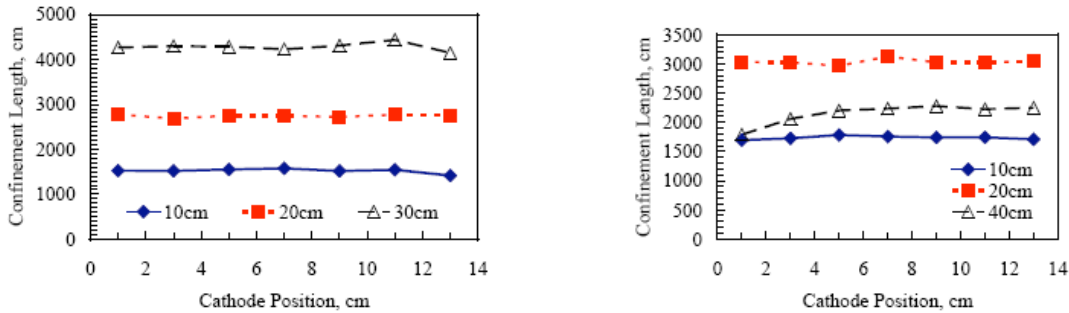 5000
4000
3000
2000
1000
0
Confinement Length, cm
10cm 20cm 30cm
0 2 4 6 8 10 12 14
Cathode Position, cm
3500
3000
2500
2000
1500
1000
500
0
Confinement Length, cm
10cm
20cm
40cm
0 2 4 6 8 10 12 14
Cathode Position, cm